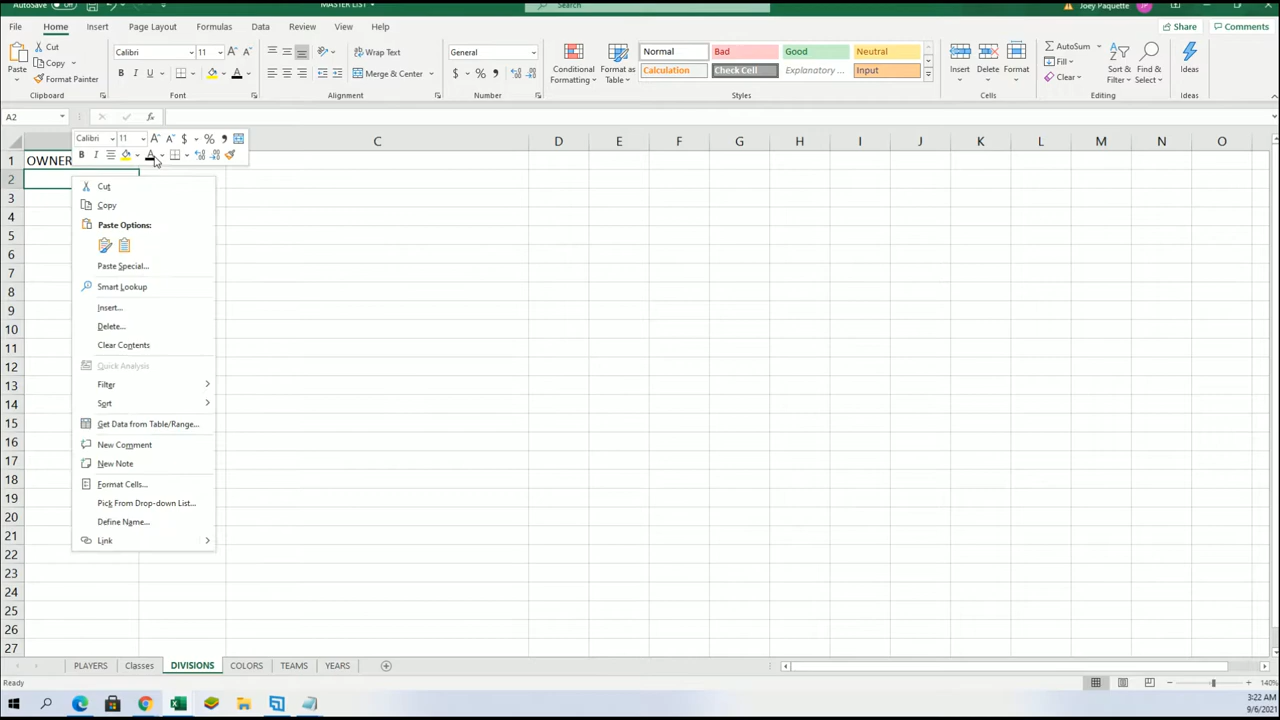 AutoSave Off MASTER LIST Search Joey Paquette JP
File Home Insert Page Layout Formulas Data Review View Help Share Comments
Paste Cut Copy Format Painter Clipboard
Calibri 11 Font
Wrap Text Merge & Center Alignment
General Number
Conditional Formatting Format as Table
Normal Bad Good Neutral
Calculation Check Cell Explanatory ... Input
Styles
Insert Delete Format Cells
AutoSum Fill Clear Sort & Filter Find & Select Editing
Ideas Ideas
A2 fx
Calibri 11 $ %
B I A
C D E F G H I J K L M N O
1 OWNER
2
3
4
5
6
7
8
9
10
11
12
13
14
15
16
17
18
19
20
21
22
23
24
25
26
27
Cut
Copy
Paste Options:
Paste Special...
Smart Lookup
Insert...
Delete...
Clear Contents
Quick Analysis
Filter
Sort
Get Data from Table/Range...
New Comment
New Note
Format Cells...
Pick From Drop-down List...
Define Name...
Link
PLAYERS Classes DIVISIONS COLORS TEAMS YEARS
Ready 140%
3:22 AM
9/6/2021